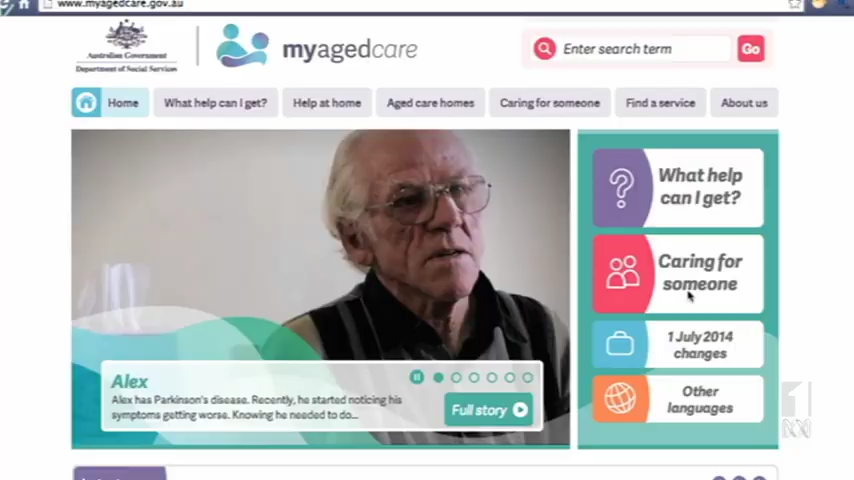 www.myagedcare.gov.au
Australian Government
Department of Social Services
myagedcare
Enter search term
Go
Home
What help can I get?
Help at home
Aged care homes
Caring for someone
Find a service
About us
What help
can I get?
Caring for
someone
1 July 2014
changes
Other
languages
Alex
Alex has Parkinson's disease. Recently, he started noticing his
symptoms getting worse. Knowing he needed to do...
Full story
1
ABC